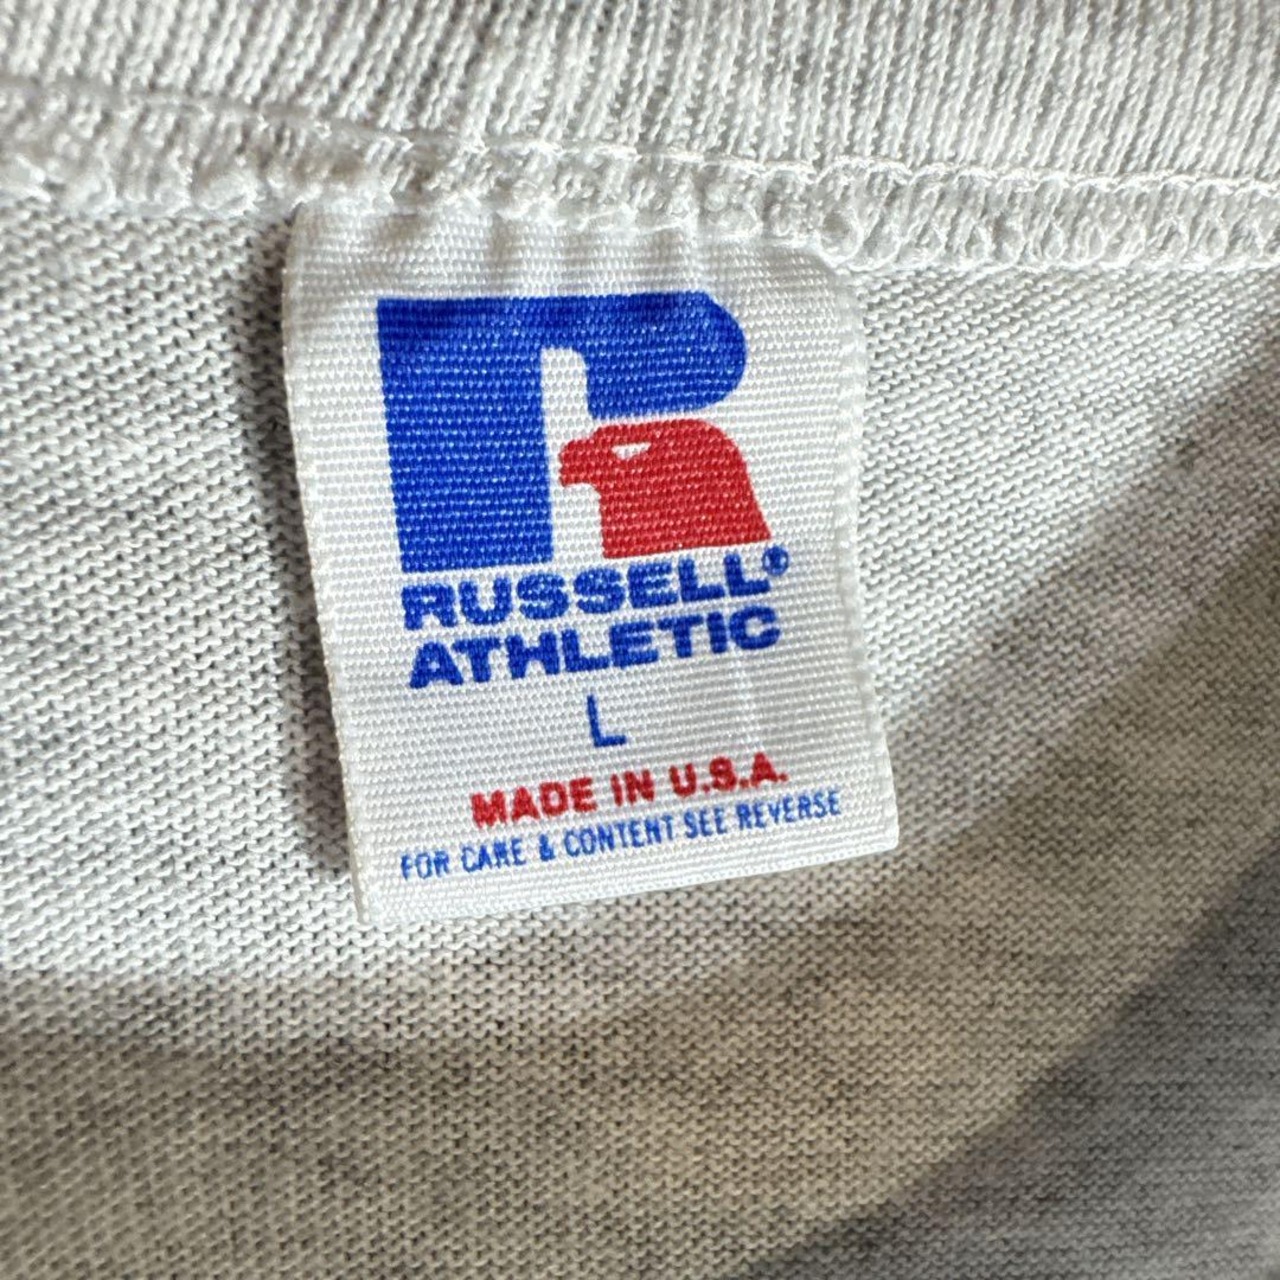 RUSSELL®
ATHLETIC
L
MADE IN U.S.A.
FOR CARE & CONTENT SEE REVERSE